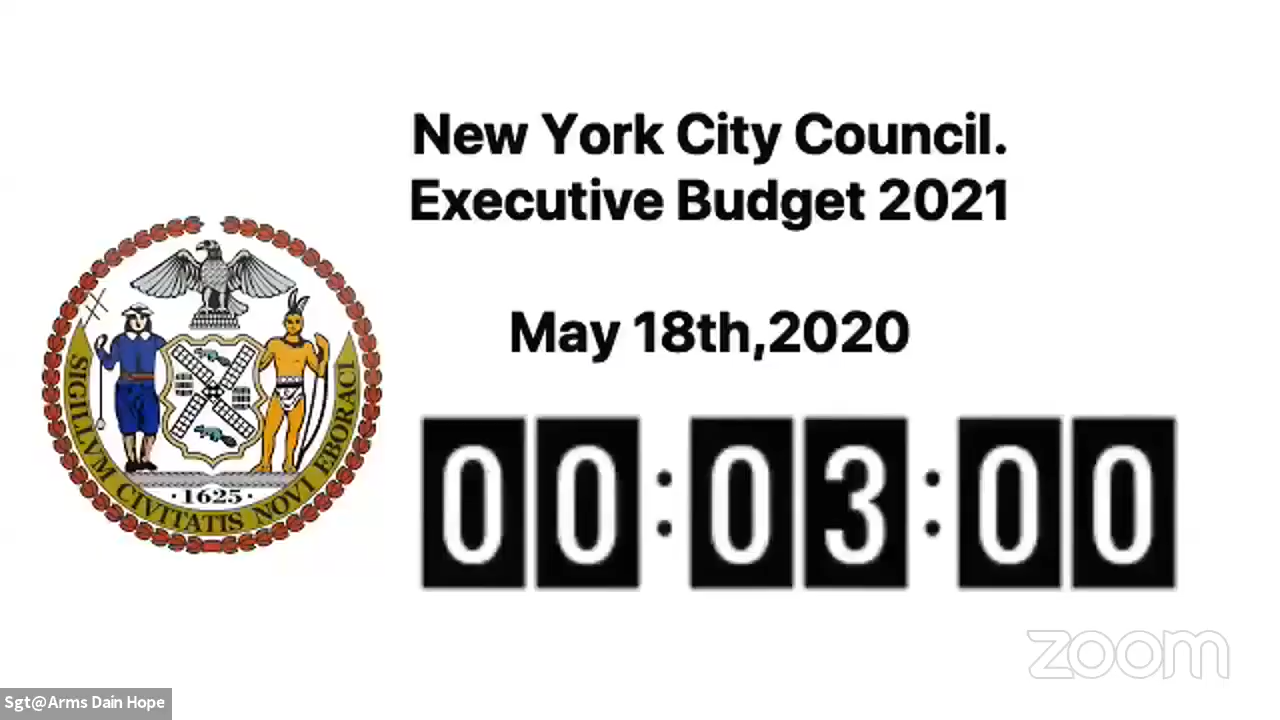 New York City Council.
Executive Budget 2021
May 18th,2020
SIGILLVM CIVITATIS NOVI EBORACI
·1625·
00:03:00
zoom
Sgt@Arms Dain Hope